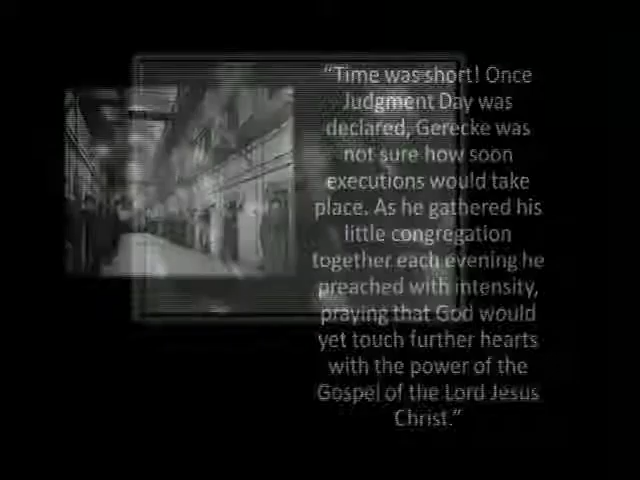 “Time was short! Once
Judgment Day was
declared, Gerecke was
not sure how soon
executions would take
place. As he gathered his
little congregation
together each evening he
preached with intensity,
praying that God would
yet touch further hearts
with the power of the
Gospel of the Lord Jesus
Christ.”